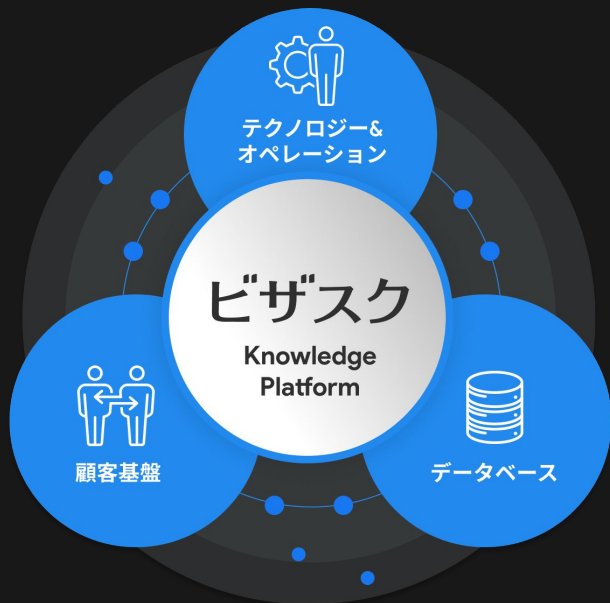 テクノロジー&
オペレーション
ビザスク
Knowledge
Platform
顧客基盤
データベース